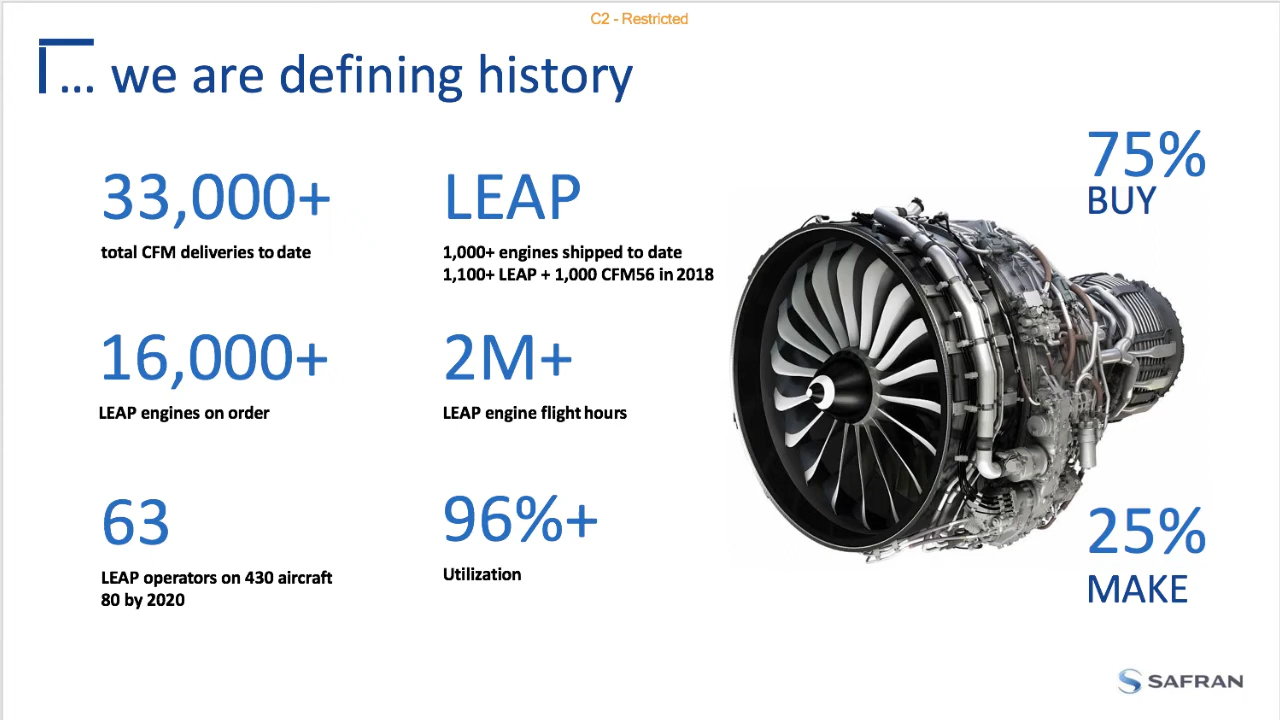 C2 - Restricted
... we are defining history
33,000+
total CFM deliveries to date
LEAP
1,000+ engines shipped to date
1,100+ LEAP + 1,000 CFM56 in 2018
75%
BUY
16,000+
LEAP engines on order
2M+
LEAP engine flight hours
63
LEAP operators on 430 aircraft
80 by 2020
96%+
Utilization
25%
MAKE
SAFRAN